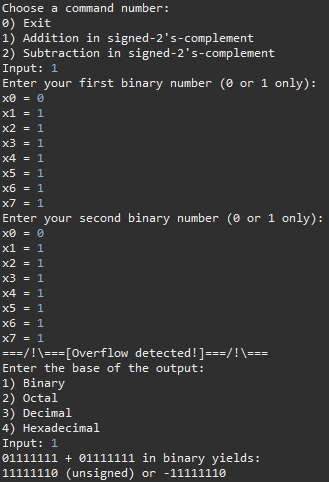 Choose a command number:
0) Exit
1) Addition in signed-2's-complement
2) Subtraction in signed-2's-complement
Input: 1
Enter your first binary number (0 or 1 only):
x0 = 0
x1 = 1
x2 = 1
x3 = 1
x4 = 1
x5 = 1
x6 = 1
x7 = 1
Enter your second binary number (0 or 1 only):
x0 = 0
x1 = 1
x2 = 1
x3 = 1
x4 = 1
x5 = 1
x6 = 1
x7 = 1
===/!\===[Overflow detected!]===/!\===
Enter the base of the output:
1) Binary
2) Octal
3) Decimal
4) Hexadecimal
Input: 1
01111111 + 01111111 in binary yields:
11111110 (unsigned) or -11111110